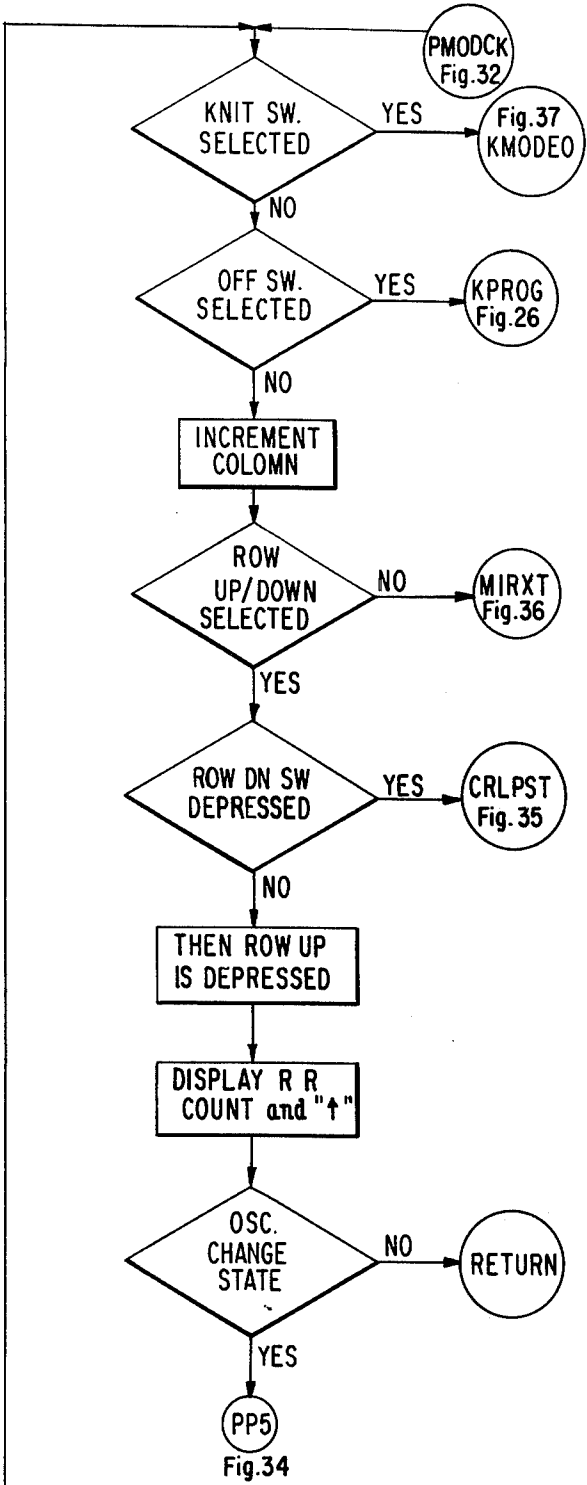 PMODCK
Fig.32
KNIT SW.
SELECTED
YES
Fig.37
KMODEO
NO
OFF SW.
SELECTED
YES
KPROG
Fig.26
NO
INCREMENT
COLOMN
ROW
UP/DOWN
SELECTED
NO
MIRXT
Fig.36
YES
ROW DN SW
DEPRESSED
YES
CRLPST
Fig.35
NO
THEN ROW UP
IS DEPRESSED
DISPLAY R R
COUNT and "↑"
OSC.
CHANGE
STATE
NO
RETURN
YES
PP5
Fig.34